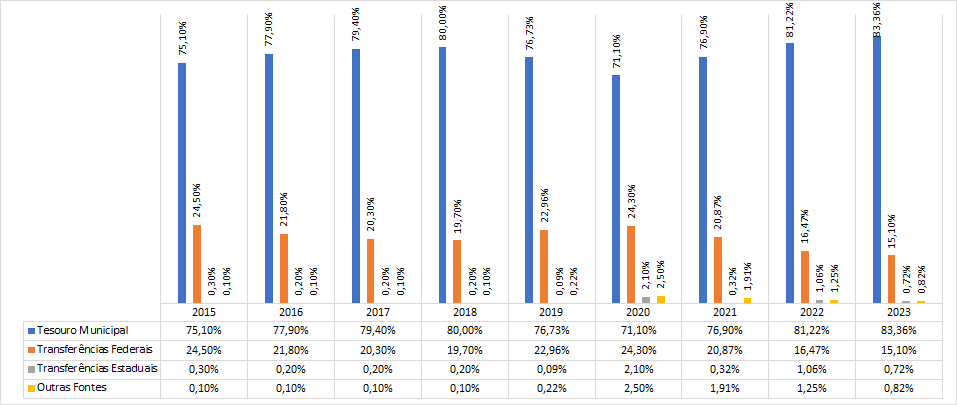 75,10% 24,50% 0,30% 0,10%
77,90% 21,80% 0,20% 0,10%
79,40% 20,30% 0,20% 0,10%
80,00% 19,70% 0,20% 0,10%
76,73% 22,96% 0,09% 0,22%
71,10% 24,30% 2,10% 2,50%
76,90% 20,87% 0,32% 1,91%
81,22% 16,47% 1,06% 1,25%
83,36% 15,10% 0,72% 0,82%
2015 2016 2017 2018 2019 2020 2021 2022 2023
Tesouro Municipal 75,10% 77,90% 79,40% 80,00% 76,73% 71,10% 76,90% 81,22% 83,36%
Transferências Federais 24,50% 21,80% 20,30% 19,70% 22,96% 24,30% 20,87% 16,47% 15,10%
Transferências Estaduais 0,30% 0,20% 0,20% 0,20% 0,09% 2,10% 0,32% 1,06% 0,72%
Outras Fontes 0,10% 0,10% 0,10% 0,10% 0,22% 2,50% 1,91% 1,25% 0,82%